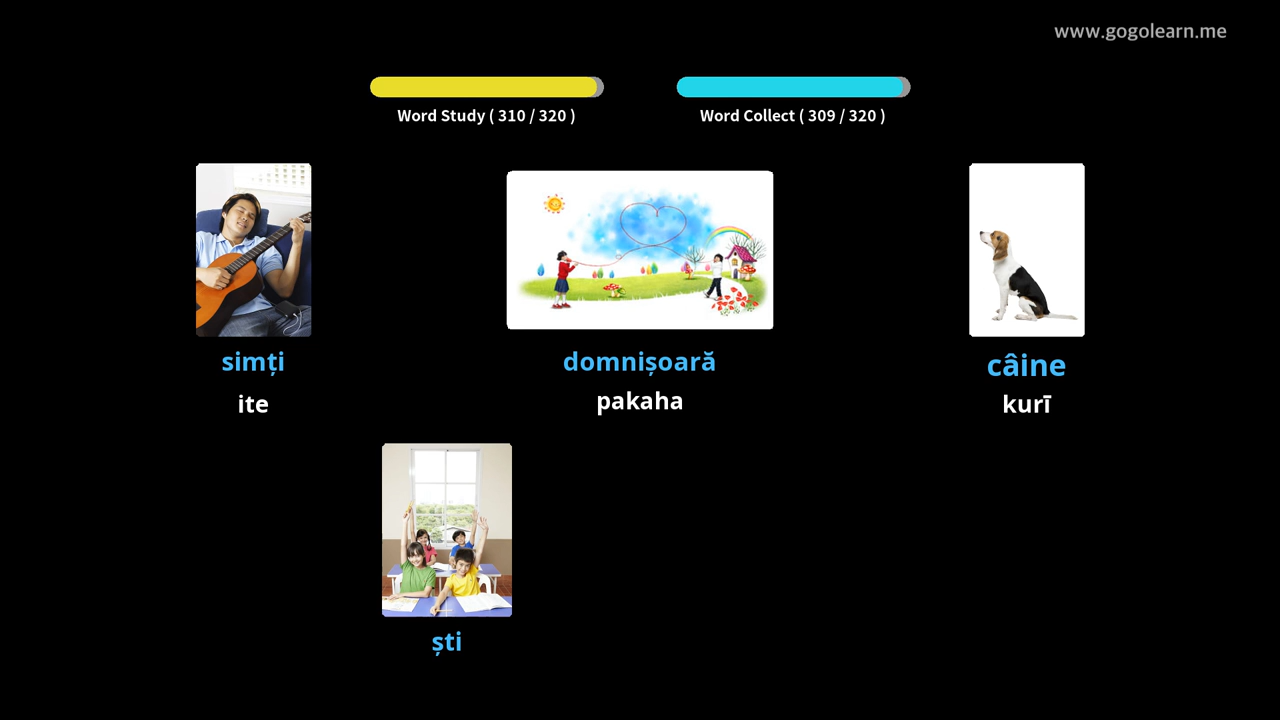 www.gogolearn.me
Word Study ( 310 / 320 )
Word Collect ( 309 / 320 )
simți
domnișoară
câine
ite
pakaha
kurī
ști